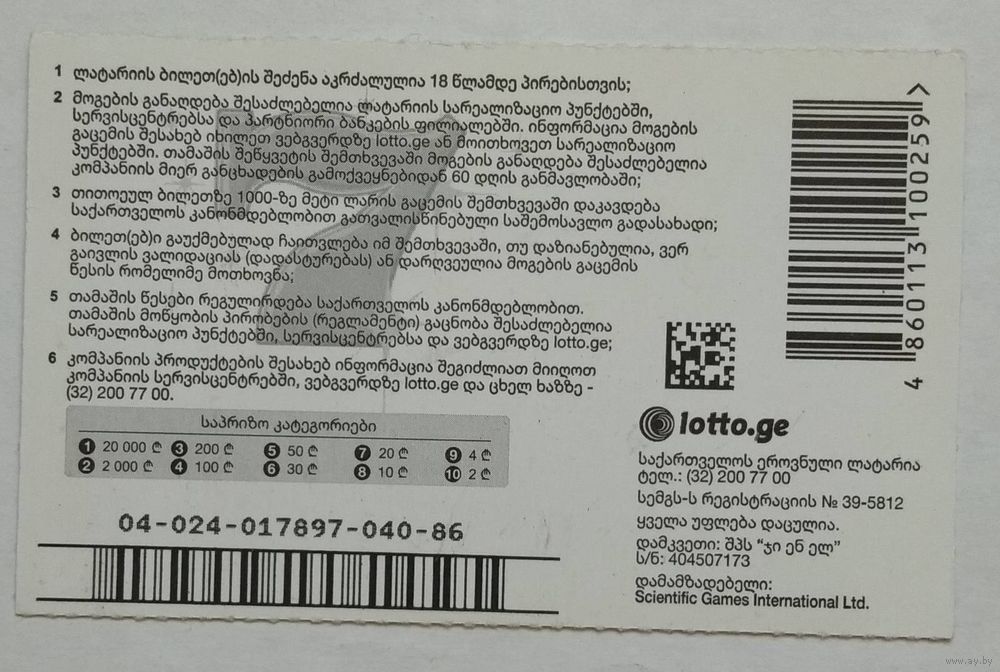 1 ლატარიის ბილეთ(ებ)ის შეძენა აკრძალულია 18 წლამდე პირებისთვის;
2 მოგების განაღდება შესაძლებელია ლატარიის სარეალიზაციო პუნქტებში,
სერვისცენტრებსა და პარტნიორი ბანკების ფილიალებში. ინფორმაცია მოგების
გაცემის შესახებ იხილეთ ვებგვერდზე lotto.ge ან მოითხოვეთ სარეალიზაციო
პუნქტებში. თამაშის შეწყვეტის შემთხვევაში მოგების განაღდება შესაძლებელია
კომპანიის მიერ განცხადების გამოქვეყნებიდან 60 დღის განმავლობაში;
3 თითოეულ ბილეთზე 1000-ზე მეტი ლარის გაცემის შემთხვევაში დაკავდება
საქართველოს კანონმდებლობით გათვალისწინებული საშემოსავლო გადასახადი;
4 ბილეთ(ებ)ი გაუქმებულად ჩაითვლება იმ შემთხვევაში, თუ დაზიანებულია, ვერ
გაივლის ვალიდაციას (დადასტურებას) ან დარღვეულია მოგების გაცემის
წესის რომელიმე მოთხოვნა;
5 თამაშის წესები რეგულირდება საქართველოს კანონმდებლობით.
თამაშის მოწყობის პირობების (რეგლამენტი) გაცნობა შესაძლებელია
სარეალიზაციო პუნქტებში, სერვისცენტრებსა და ვებგვერდზე lotto.ge;
6 კომპანიის პროდუქტების შესახებ ინფორმაცია შეგიძლიათ მიიღოთ
კომპანიის სერვისცენტრებში, ვებგვერდზე lotto.ge და ცხელ ხაზზე -
(32) 200 77 00.
საპრიზო კატეგორიები
1 20 000 ₾ 3 200 ₾ 5 50 ₾ 7 20 ₾ 9 4 ₾
2 2 000 ₾ 4 100 ₾ 6 30 ₾ 8 10 ₾ 10 2 ₾
04-024-017897-040-86
4 860113 100259 >
lotto.ge
საქართველოს ეროვნული ლატარია
ტელ.: (32) 200 77 00
სემგს-ს რეგისტრაციის № 39-5812
ყველა უფლება დაცულია.
დამკვეთი: შპს “ჯი ენ ელ”
ს/ნ: 404507173
დამამზადებელი:
Scientific Games International Ltd.
www.ay.by